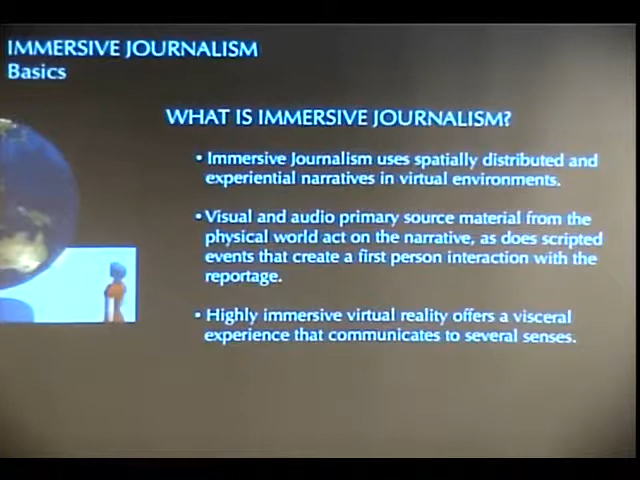 IMMERSIVE JOURNALISM
Basics
WHAT IS IMMERSIVE JOURNALISM?
• Immersive Journalism uses spatially distributed and
experiential narratives in virtual environments.
• Visual and audio primary source material from the
physical world act on the narrative, as does scripted
events that create a first person interaction with the
reportage.
• Highly immersive virtual reality offers a visceral
experience that communicates to several senses.